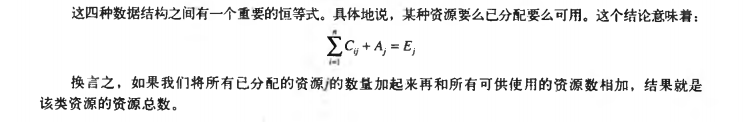 这四种数据结构之间有一个重要的恒等式。具体地说，某种资源要么已分配要么可用。这个结论意味着：
$$\sum_{i=1}^{n} C_{ij} + A_j = E_j$$
换言之，如果我们将所有已分配的资源j的数量加起来再和所有可供使用的资源数相加，结果就是
该类资源的资源总数。